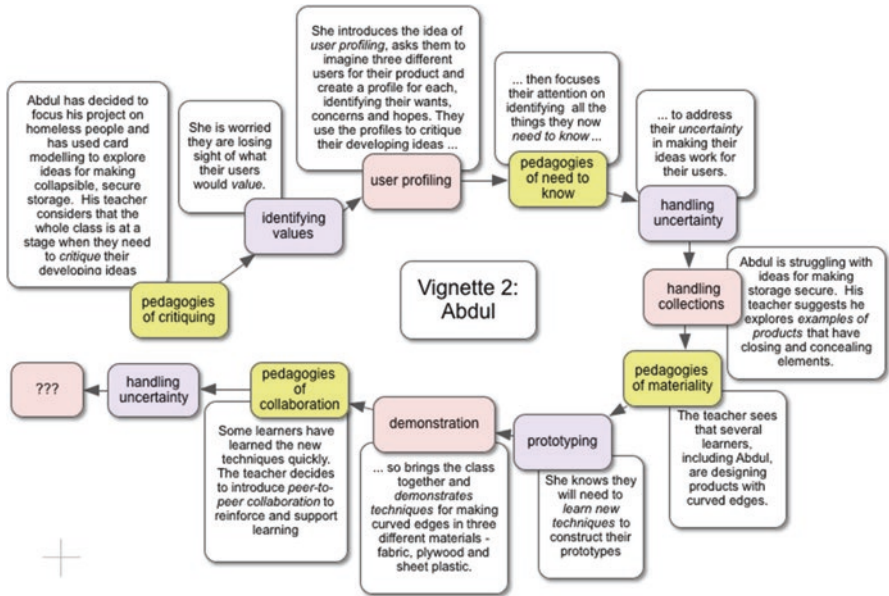 Abdul has decided to
focus his project on
homeless people and
has used card
modelling to explore
ideas for making
collapsible, secure
storage. His teacher
considers that the
whole class is at a
stage when they need
to critique their
developing ideas
pedagogies
of critiquing
She is worried
they are losing
sight of what
their users
would value.
identifying
values
She introduces the idea of
user profiling, asks them to
imagine three different
users for their product and
create a profile for each,
identifying their wants,
concerns and hopes. They
use the profiles to critique
their developing ideas ...
user profiling
... then focuses
their attention on
identifying all the
things they now
need to know ...
pedagogies
of need to
know
... to address
their uncertainty
in making their
ideas work for
their users.
handling
uncertainty
Vignette 2:
Abdul
handling
collections
Abdul is struggling with
ideas for making
storage secure. His
teacher suggests he
explores examples of
products that have
closing and concealing
elements.
pedagogies
of materiality
The teacher sees
that several
learners,
including Abdul,
are designing
products with
curved edges.
prototyping
She knows they
will need to
learn new
techniques to
construct their
prototypes
demonstration
... so brings the class
together and
demonstrates
techniques for making
curved edges in three
different materials -
fabric, plywood and
sheet plastic.
pedagogies
of
collaboration
Some learners have
learned the new
techniques quickly.
The teacher decides
to introduce peer-to-
peer collaboration to
reinforce and support
learning
handling
uncertainty
???